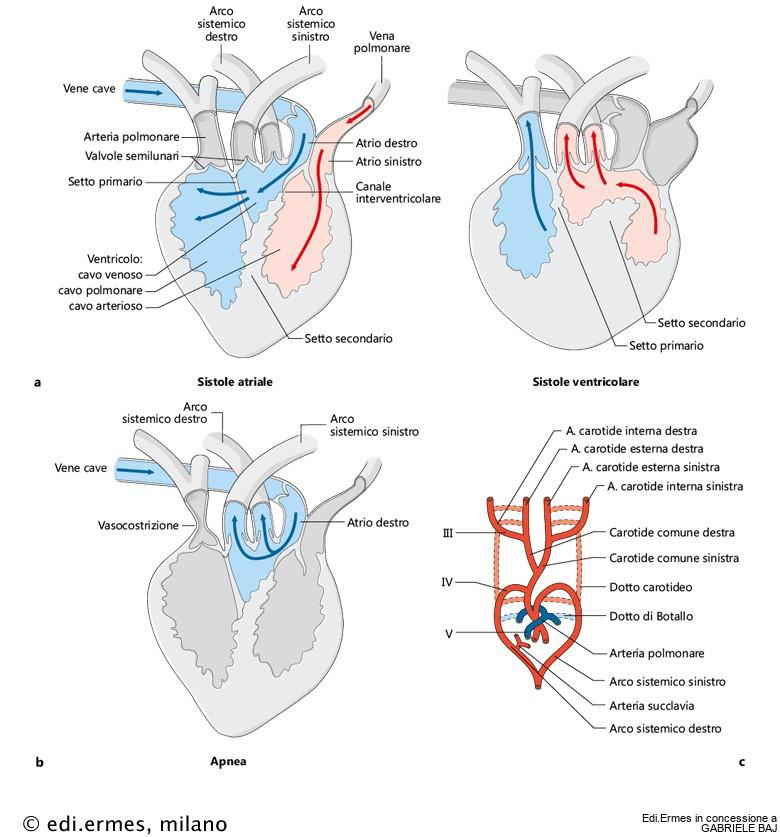 Arco
sistemico
destro
Arco
sistemico
sinistro
Vena
polmonare
Vene cave
Arteria polmonare
Valvole semilunari
Setto primario
Atrio destro
Atrio sinistro
Canale
interventricolare
Ventricolo:
cavo venoso
cavo polmonare
cavo arterioso
Setto secondario
Setto secondario
Setto primario
a
Sistole atriale
Sistole ventricolare
Arco
sistemico destro
Arco
sistemico sinistro
Vene cave
Vasocostrizione
Atrio destro
A. carotide interna destra
A. carotide esterna destra
A. carotide esterna sinistra
A. carotide interna sinistra
III
Carotide comune destra
Carotide comune sinistra
IV
Dotto carotideo
Dotto di Botallo
V
Arteria polmonare
Arco sistemico sinistro
Arteria succlavia
Arco sistemico destro
b
Apnea
c
© edi.ermes, milano
Edi.Ermes in concessione a
GABRIELE BAJ